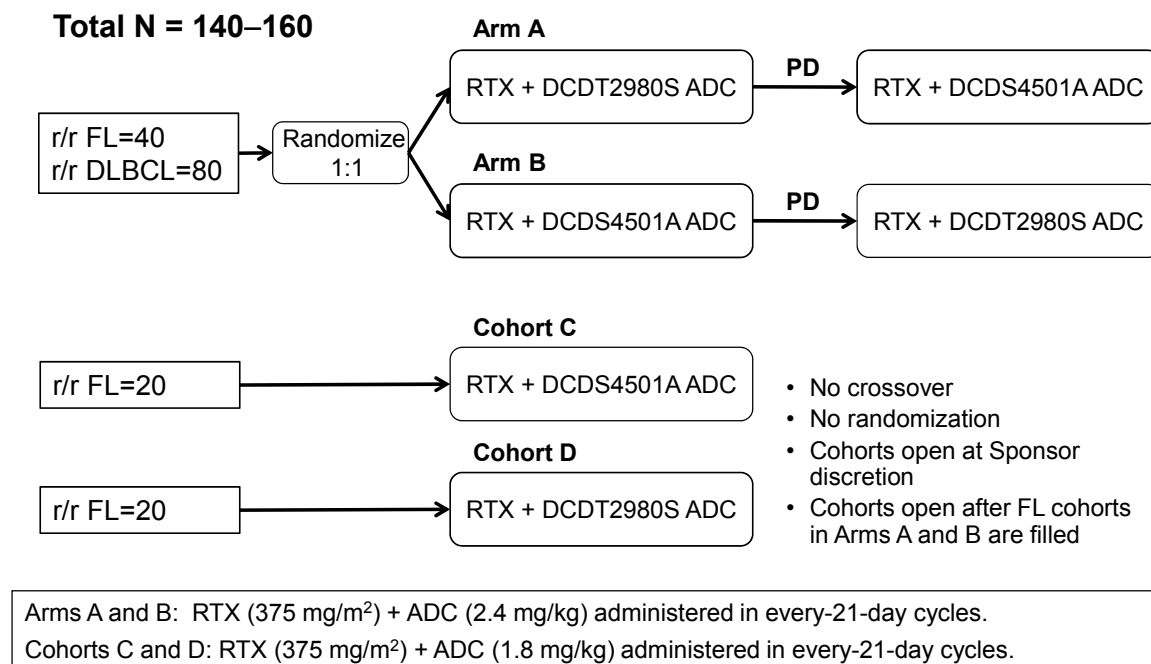 Total N = 140–160
Arm A
RTX + DCDT2980S ADC
PD
RTX + DCDS4501A ADC
r/r FL=40
r/r DLBCL=80
Randomize
1:1
Arm B
RTX + DCDS4501A ADC
PD
RTX + DCDT2980S ADC
Cohort C
r/r FL=20
RTX + DCDS4501A ADC
Cohort D
r/r FL=20
RTX + DCDT2980S ADC
• No crossover
• No randomization
• Cohorts open at Sponsor
discretion
• Cohorts open after FL cohorts
in Arms A and B are filled
Arms A and B:  RTX (375 mg/m²) + ADC (2.4 mg/kg) administered in every-21-day cycles.
Cohorts C and D: RTX (375 mg/m²) + ADC (1.8 mg/kg) administered in every-21-day cycles.